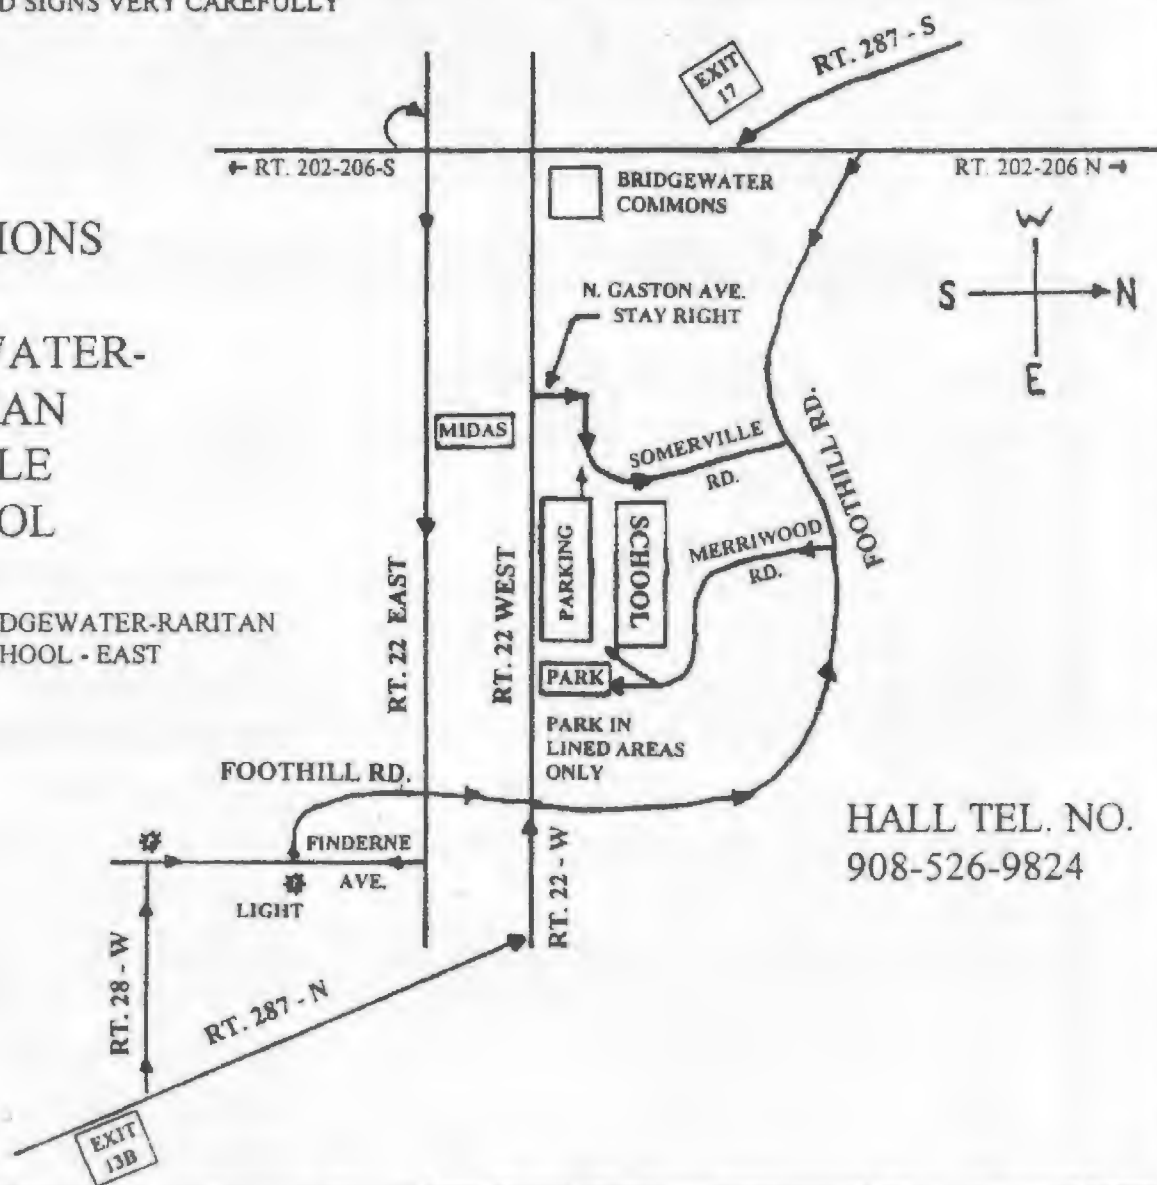 D SIGNS VERY CAREFULLY
RT. 287 - S
EXIT
17
← RT. 202-206-S
RT. 202-206 N →
BRIDGEWATER
COMMONS
IONS
W
S
N
E
N. GASTON AVE.
STAY RIGHT
WATER-
AN
LE
OL
MIDAS
SOMERVILLE
RD.
FOOTHILL RD.
PARKING
SCHOOL
MERRIWOOD
RD.
RT. 22 EAST
RT. 22 WEST
DGEWATER-RARITAN
HOOL - EAST
PARK
PARK IN
LINED AREAS
ONLY
FOOTHILL RD.
FINDERNE
AVE.
LIGHT
RT. 22 - W
HALL TEL. NO.
908-526-9824
RT. 28 - W
RT. 287 - N
EXIT
13B